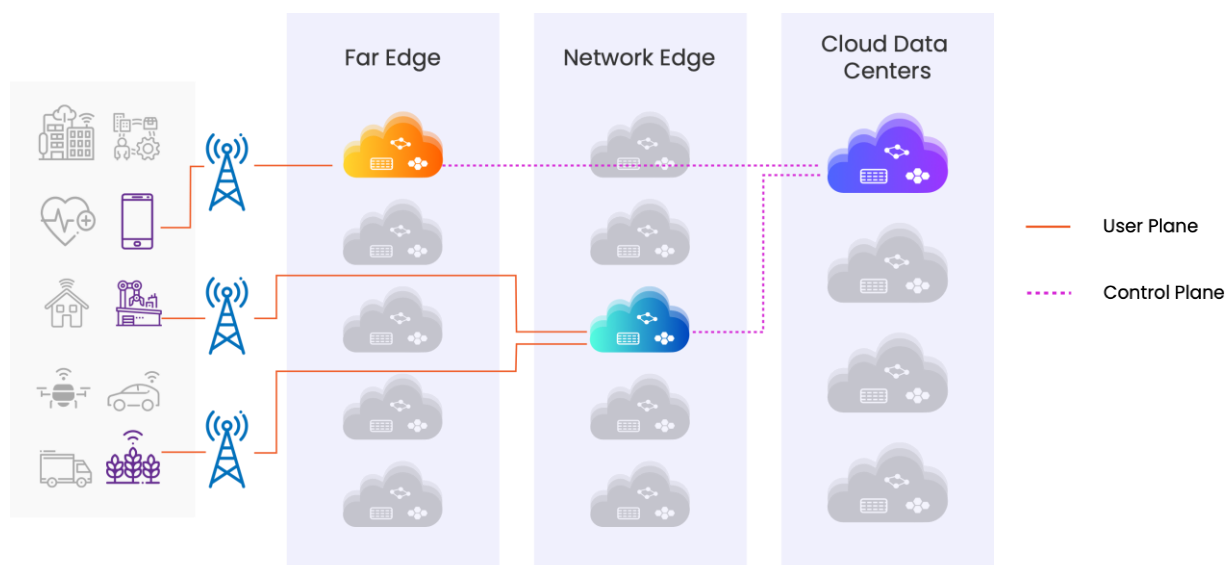 Far Edge
Network Edge
Cloud Data
Centers
User Plane
Control Plane